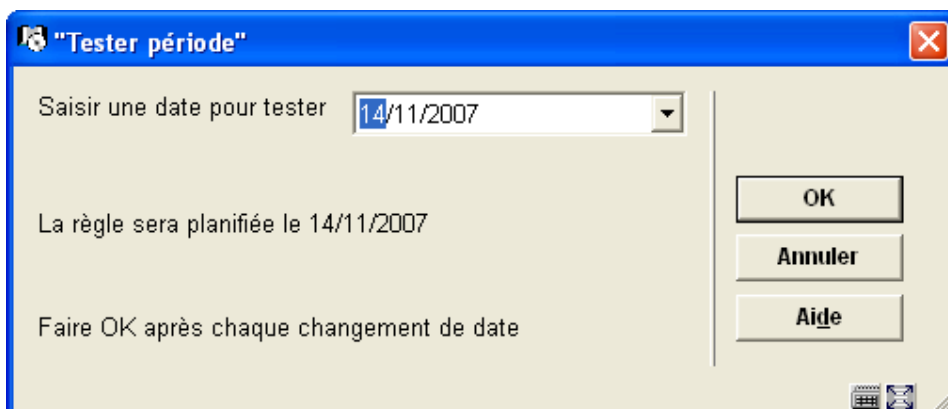 "Tester période"
Saisir une date pour tester 14/11/2007
La règle sera planifiée le 14/11/2007
Faire OK après chaque changement de date
OK
Annuler
Aide